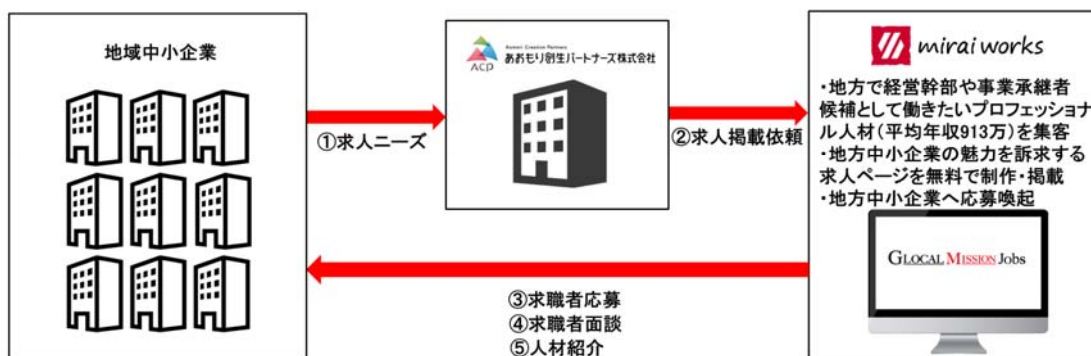 地域中小企業
①求人ニーズ
Aomori Creation Partners
ACP
あおもり創生パートナーズ株式会社
②求人掲載依頼
mirai works
・地方で経営幹部や事業承継者
候補として働きたいプロフェッショナ
ル人材(平均年収913万)を集客
・地方中小企業の魅力を訴求する
求人ページを無料で制作・掲載
・地方中小企業へ応募喚起
GLOCAL MISSION Jobs
③求職者応募
④求職者面談
⑤人材紹介